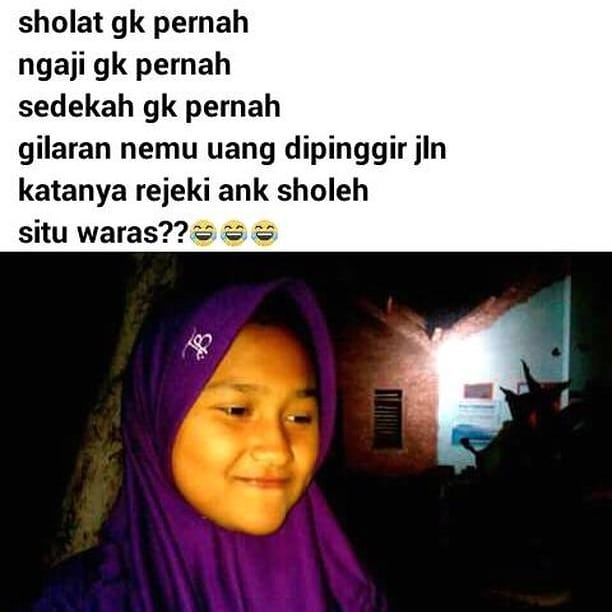 sholat gk pernah
ngaji gk pernah
sedekah gk pernah
gilaran nemu uang dipinggir jln
katanya rejeki ank sholeh
situ waras??😂😂😂